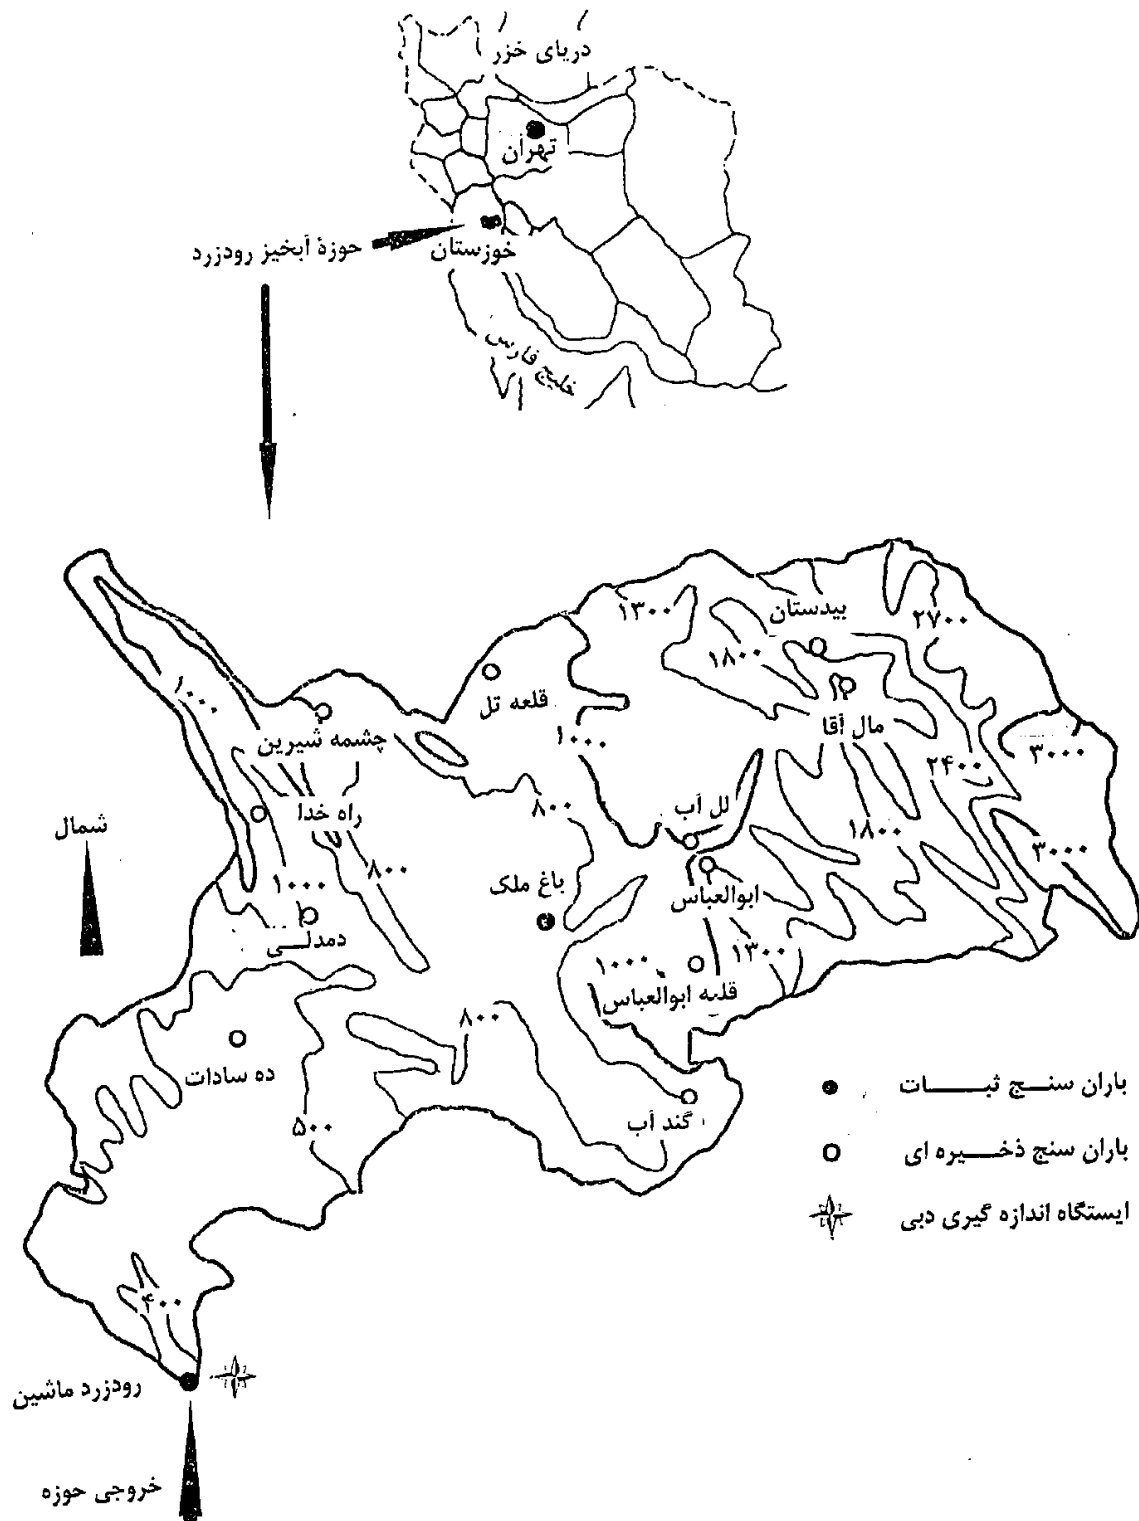 دریای خزر
تهران
حوزۀ آبخیز رودزرد
خوزستان
خلیج فارس
۱۳۰۰
بیدستان
۲۷۰۰
۱۸۰۰
قلعه تل
۱۰۰۰
مال آقا
چشمه شیرین
۱۰۰۰
۳۰۰۰
۲۴۰۰
شمال
راه خدا
۸۰۰
لل آب
۱۸۰۰
۳۰۰۰
۸۰۰
باغ ملک
۱۰۰۰
ابوالعباس
دمدلی
۱۳۰۰
۱۰۰۰
قلعه ابوالعباس
۸۰۰
ده سادات
باران سنج ثبات
۵۰۰
گند آب
باران سنج ذخیره ای
ایستگاه اندازه گیری دبی
۴۰۰
رودزرد ماشین
خروجی حوزه